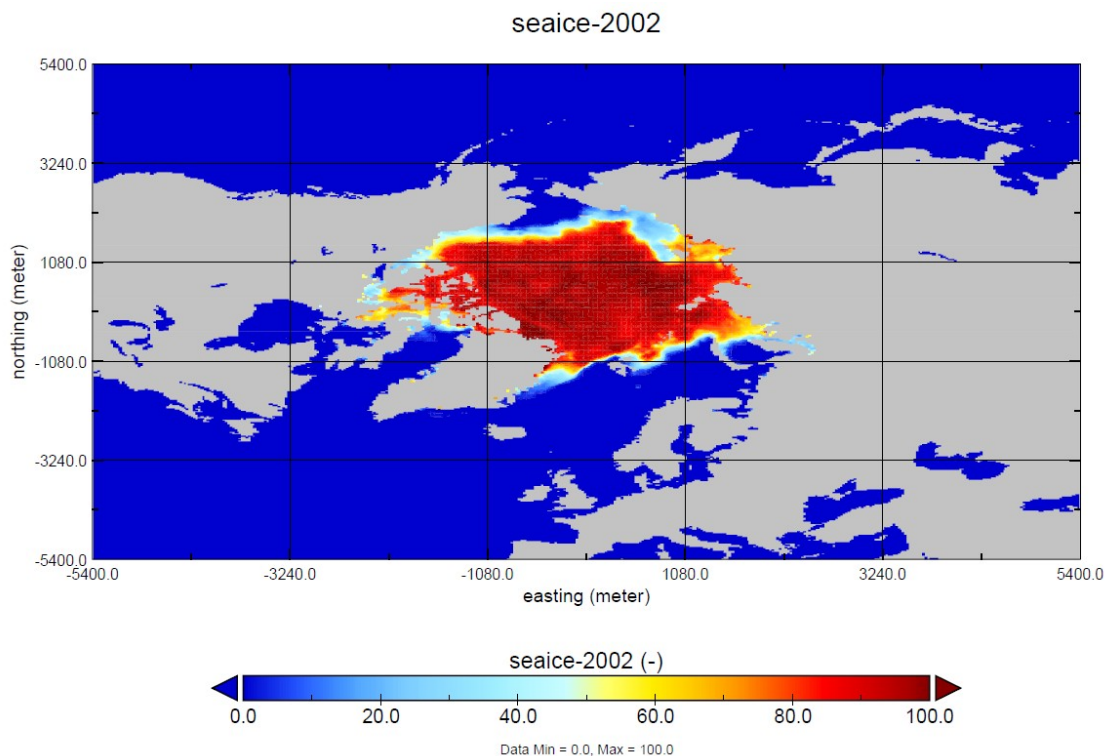 seaice-2002
5400.0
3240.0
1080.0
-1080.0
-3240.0
-5400.0
northing (meter)
-5400.0 -3240.0 -1080.0 1080.0 3240.0 5400.0
easting (meter)
seaice-2002 (-)
0.0 20.0 40.0 60.0 80.0 100.0
Data Min = 0.0, Max = 100.0